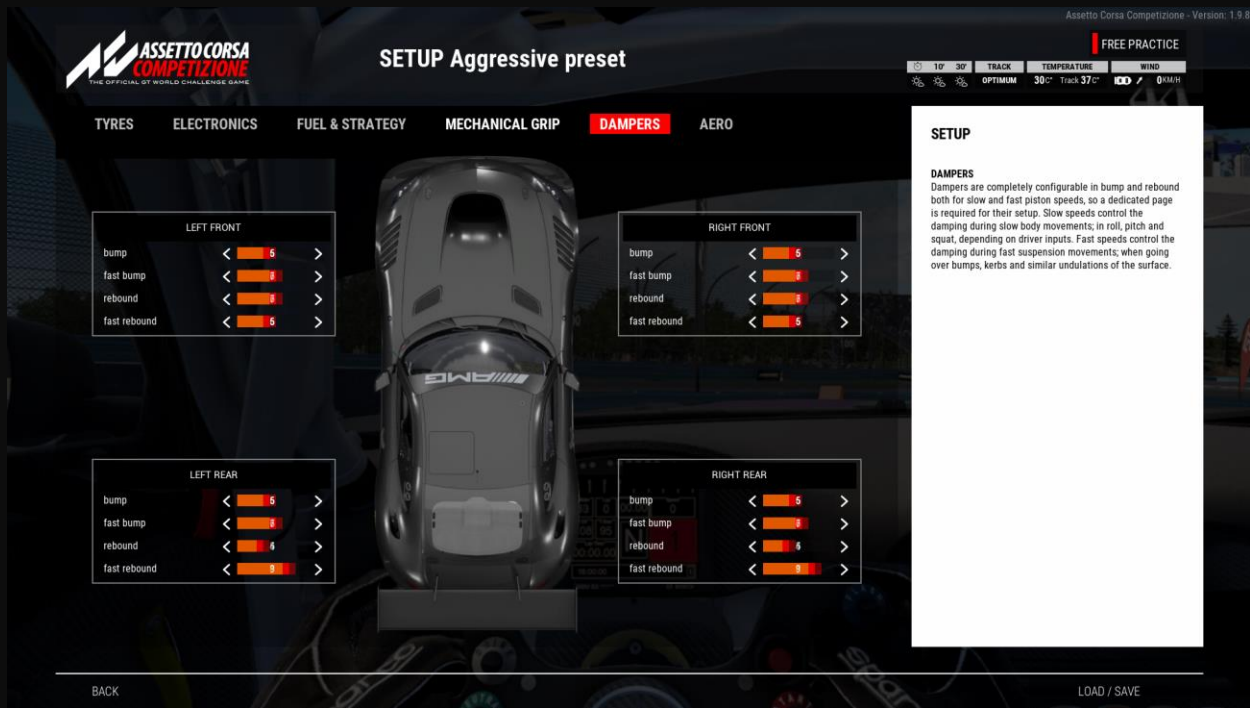 Assetto Corsa Competizione - Version: 1.9.8
ASSETTO CORSA
COMPETIZIONE
THE OFFICIAL GT WORLD CHALLENGE GAME
SETUP Aggressive preset
FREE PRACTICE
10' 30' TRACK TEMPERATURE WIND
OPTIMUM 30C° Track 37C° 0KM/H
TYRES ELECTRONICS FUEL & STRATEGY MECHANICAL GRIP DAMPERS AERO
LEFT FRONT
bump 5
fast bump 8
rebound 8
fast rebound 5
RIGHT FRONT
bump 5
fast bump 8
rebound 8
fast rebound 5
AMG
LEFT REAR
bump 5
fast bump 8
rebound 6
fast rebound 9
RIGHT REAR
bump 5
fast bump 8
rebound 6
fast rebound 9
SETUP
DAMPERS
Dampers are completely configurable in bump and rebound
both for slow and fast piston speeds, so a dedicated page
is required for their setup. Slow speeds control the
damping during slow body movements; in roll, pitch and
squat, depending on driver inputs. Fast speeds control the
damping during fast suspension movements; when going
over bumps, kerbs and similar undulations of the surface.
sparco
BACK
LOAD / SAVE